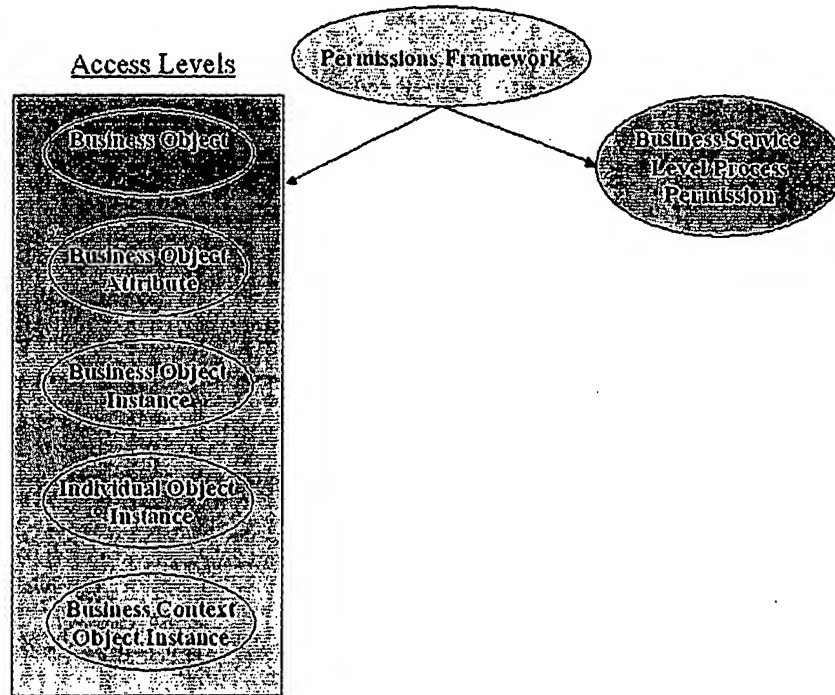 Permissions Framework
Access Levels
Business Object
Business Object
Attribute
Business Object
Instance
Individual Object
Instance
Business Context
Object Instance
Business Service
Level Process
Permission